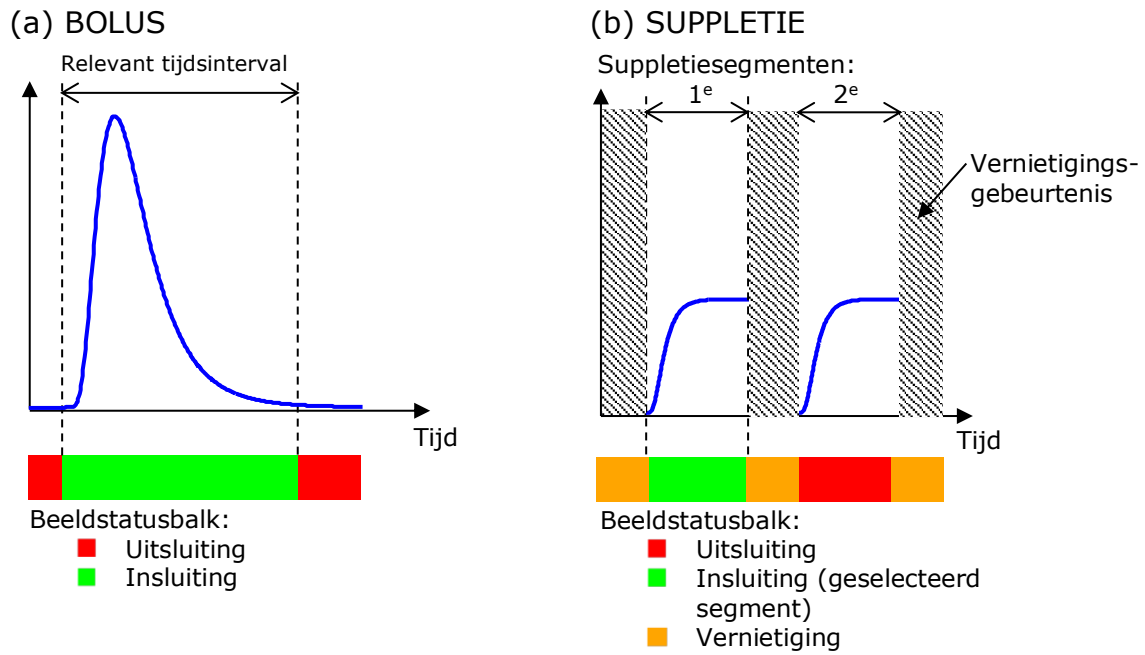 (a) BOLUS
Relevant tijdsinterval
Tijd
Beeldstatusbalk:
Uitsluiting
Insluiting
(b) SUPPLETIE
Suppletiesegmenten:
1e
2e
Vernietigings-
gebeurtenis
Tijd
Beeldstatusbalk:
Uitsluiting
Insluiting (geselecteerd
segment)
Vernietiging